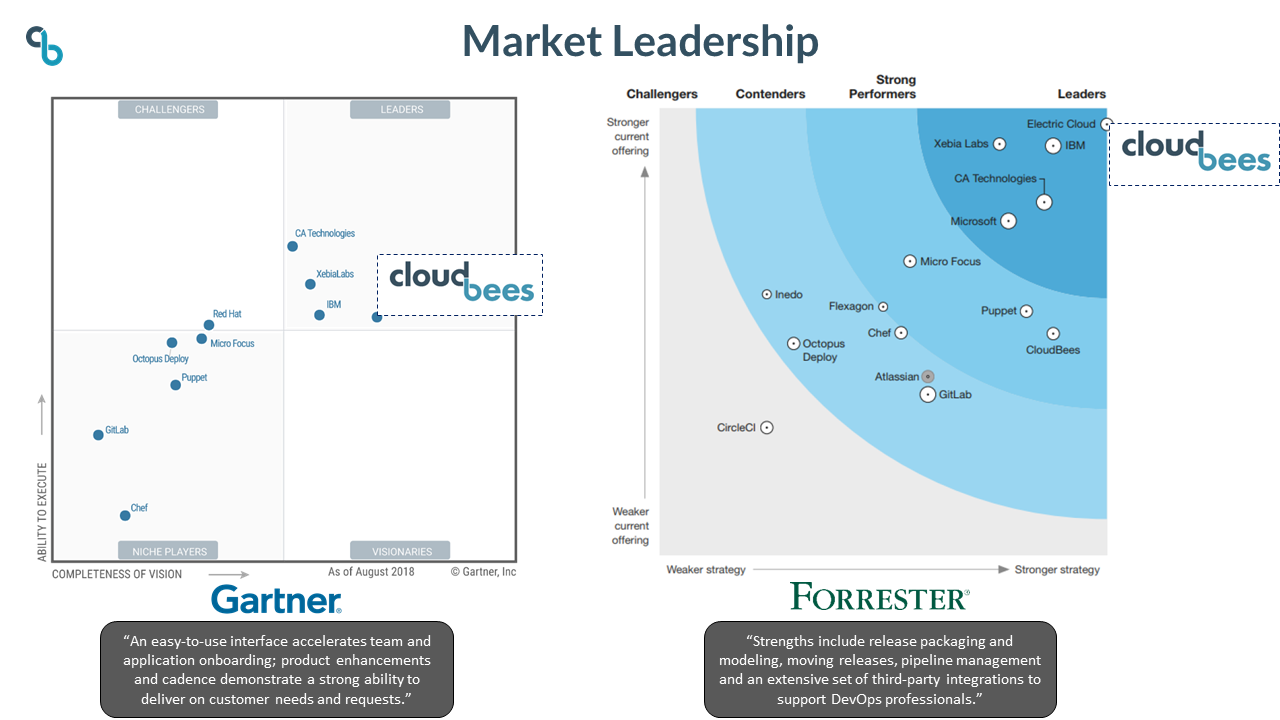 cb
Market Leadership
CHALLENGERS
LEADERS
CA Technologies
XebiaLabs
cloudbees
IBM
Red Hat
Micro Focus
Octopus Deploy
Puppet
GitLab
Chef
NICHE PLAYERS
VISIONARIES
ABILITY TO EXECUTE
COMPLETENESS OF VISION
As of August 2018
© Gartner, Inc
Gartner®
“An easy-to-use interface accelerates team and
application onboarding; product enhancements
and cadence demonstrate a strong ability to
deliver on customer needs and requests.”
Challengers
Contenders
Strong
Performers
Leaders
Stronger
current
offering
Electric Cloud
cloudbees
Xebia Labs
IBM
CA Technologies
Microsoft
Micro Focus
Inedo
Flexagon
Puppet
Chef
Octopus
Deploy
CloudBees
Atlassian
GitLab
CircleCI
Weaker
current
offering
Weaker strategy
Stronger strategy
FORRESTER®
“Strengths include release packaging and
modeling, moving releases, pipeline management
and an extensive set of third-party integrations to
support DevOps professionals.”